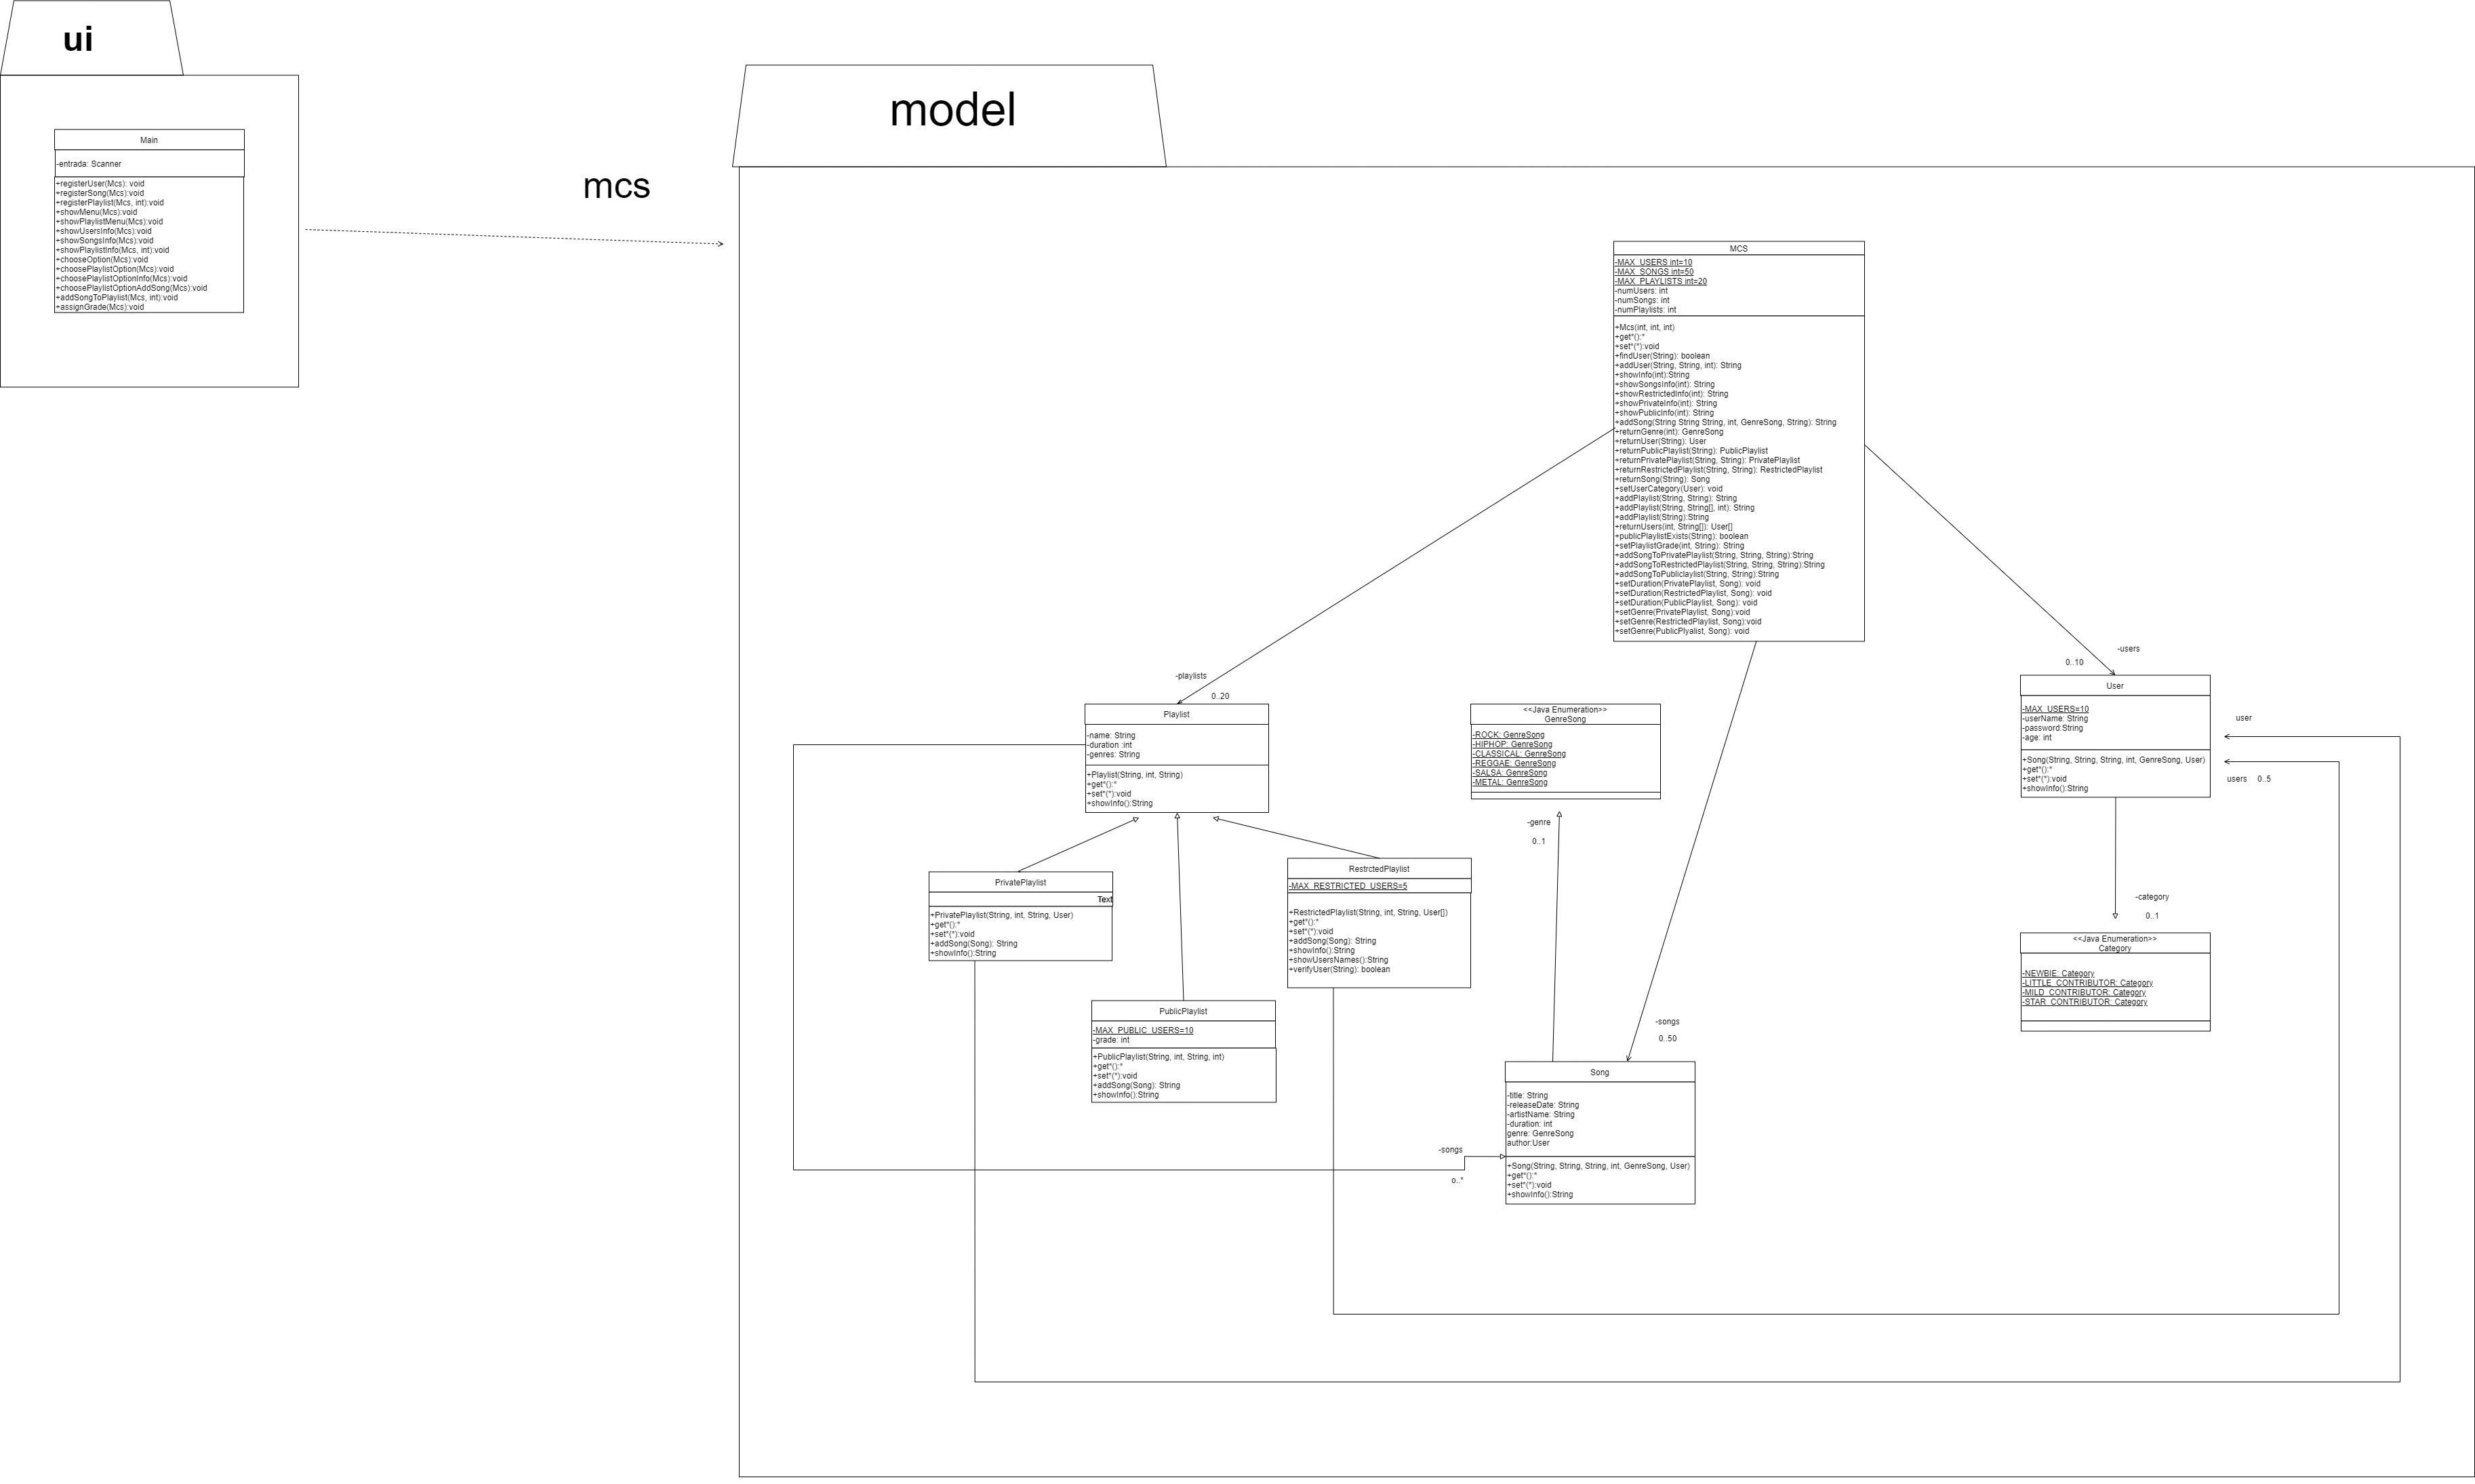 ui
Main
-entrada: Scanner
+registerUser(Mcs): void
+registerSong(Mcs):void
+registerPlaylist(Mcs, int):void
+showMenu(Mcs):void
+showPlaylistMenu(Mcs):void
+showUsersInfo(Mcs):void
+showSongsInfo(Mcs):void
+showPlaylistInfo(Mcs, int):void
+chooseOption(Mcs):void
+choosePlaylistOption(Mcs):void
+choosePlaylistOptionInfo(Mcs):void
+choosePlaylistOptionAddSong(Mcs):void
+addSongToPlaylist(Mcs, int):void
+assignGrade(Mcs):void
mcs
model
MCS
-MAX_USERS int=10
-MAX_SONGS int=50
-MAX_PLAYLISTS int=20
-numUsers: int
-numSongs: int
-numPlaylists: int
+Mcs(int, int, int)
+get*():*
+set*(*):void
+findUser(String): boolean
+addUser(String, String, int): String
+showInfo(int):String
+showSongsInfo(int): String
+showRestrictedInfo(int): String
+showPrivateInfo(int): String
+showPublicInfo(int): String
+addSong(String String String, int, GenreSong, String): String
+returnGenre(int): GenreSong
+returnUser(String): User
+returnPublicPlaylist(String): PublicPlaylist
+returnPrivatePlaylist(String, String): PrivatePlaylist
+returnRestrictedPlaylist(String, String): RestrictedPlaylist
+returnSong(String): Song
+setUserCategory(User): void
+addPlaylist(String, String): String
+addPlaylist(String, String[], int): String
+addPlaylist(String):String
+returnUsers(int, String[]): User[]
+publicPlaylistExists(String): boolean
+setPlaylistGrade(int, String): String
+addSongToPrivatePlaylist(String, String, String):String
+addSongToRestrictedPlaylist(String, String, String):String
+addSongToPubliclaylist(String, String):String
+setDuration(PrivatePlaylist, Song): void
+setDuration(RestrictedPlaylist, Song): void
+setDuration(PublicPlaylist, Song): void
+setGenre(PrivatePlaylist, Song):void
+setGenre(RestrictedPlaylist, Song):void
+setGenre(PublicPlyalist, Song): void
-playlists
0..20
-users
0..10
Playlist
-name: String
-duration :int
-genres: String
+Playlist(String, int, String)
+get*():*
+set*(*):void
+showInfo():String
<<Java Enumeration>>
GenreSong
-ROCK: GenreSong
-HIPHOP: GenreSong
-CLASSICAL: GenreSong
-REGGAE: GenreSong
-SALSA: GenreSong
-METAL: GenreSong
-genre
0..1
User
-MAX_USERS=10
-userName: String
-password:String
-age: int
+Song(String, String, String, int, GenreSong, User)
+get*():*
+set*(*):void
+showInfo():String
user
users 0..5
-category
0..1
<<Java Enumeration>>
Category
-NEWBIE: Category
-LITTLE_CONTRIBUTOR: Category
-MILD_CONTRIBUTOR: Category
-STAR_CONTRIBUTOR: Category
PrivatePlaylist
Text
+PrivatePlaylist(String, int, String, User)
+get*():*
+set*(*):void
+addSong(Song): String
+showInfo():String
RestrctedPlaylist
-MAX_RESTRICTED_USERS=5
+RestrictedPlaylist(String, int, String, User[])
+get*():*
+set*(*):void
+addSong(Song): String
+showInfo():String
+showUsersNames():String
+verifyUser(String): boolean
PublicPlaylist
-MAX_PUBLIC_USERS=10
-grade: int
+PublicPlaylist(String, int, String, int)
+get*():*
+set*(*):void
+addSong(Song): String
+showInfo():String
-songs
0..50
Song
-title: String
-releaseDate: String
-artistName: String
-duration: int
genre: GenreSong
author:User
+Song(String, String, String, int, GenreSong, User)
+get*():*
+set*(*):void
+showInfo():String
-songs
o..*